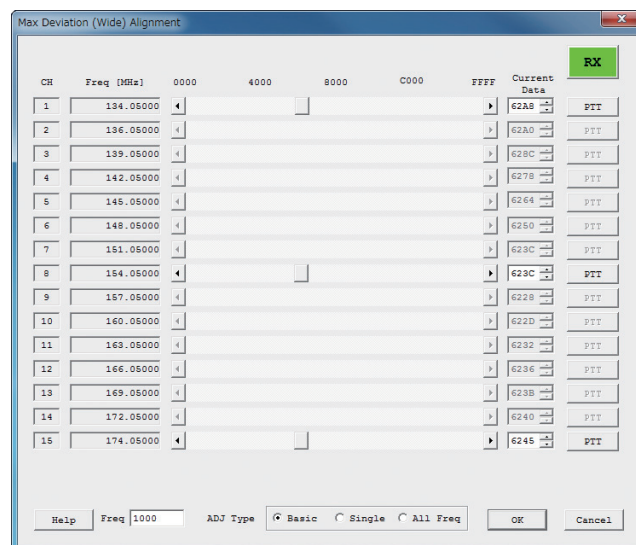 Max Deviation (Wide) Alignment
RX
CH Freq [MHz] 0000 4000 8000 C000 FFFF Current Data
1 134.05000 62A8 PTT
2 136.05000 62A0 PTT
3 139.05000 628C PTT
4 142.05000 6278 PTT
5 145.05000 6264 PTT
6 148.05000 6250 PTT
7 151.05000 623C PTT
8 154.05000 623C PTT
9 157.05000 6228 PTT
10 160.05000 622D PTT
11 163.05000 6232 PTT
12 166.05000 6236 PTT
13 169.05000 623B PTT
14 172.05000 6240 PTT
15 174.05000 6245 PTT
Help Freq 1000 ADJ Type Basic Single All Freq OK Cancel